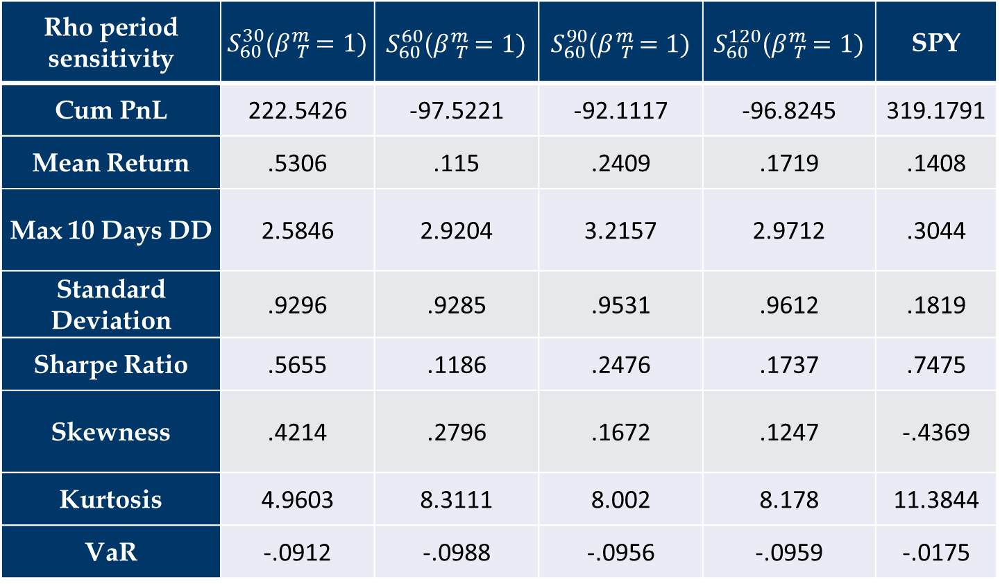 Rho period sensitivity | $S_{60}^{30}(\beta_T^m = 1)$ | $S_{60}^{60}(\beta_T^m = 1)$ | $S_{60}^{90}(\beta_T^m = 1)$ | $S_{60}^{120}(\beta_T^m = 1)$ | SPY
Cum PnL | 222.5426 | -97.5221 | -92.1117 | -96.8245 | 319.1791
Mean Return | .5306 | .115 | .2409 | .1719 | .1408
Max 10 Days DD | 2.5846 | 2.9204 | 3.2157 | 2.9712 | .3044
Standard Deviation | .9296 | .9285 | .9531 | .9612 | .1819
Sharpe Ratio | .5655 | .1186 | .2476 | .1737 | .7475
Skewness | .4214 | .2796 | .1672 | .1247 | -.4369
Kurtosis | 4.9603 | 8.3111 | 8.002 | 8.178 | 11.3844
VaR | -.0912 | -.0988 | -.0956 | -.0959 | -.0175